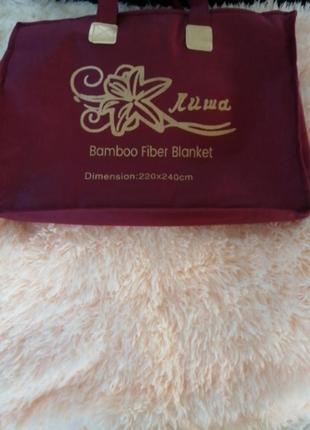 Лиша
Bamboo Fiber Blanket
Dimension:220x240cm